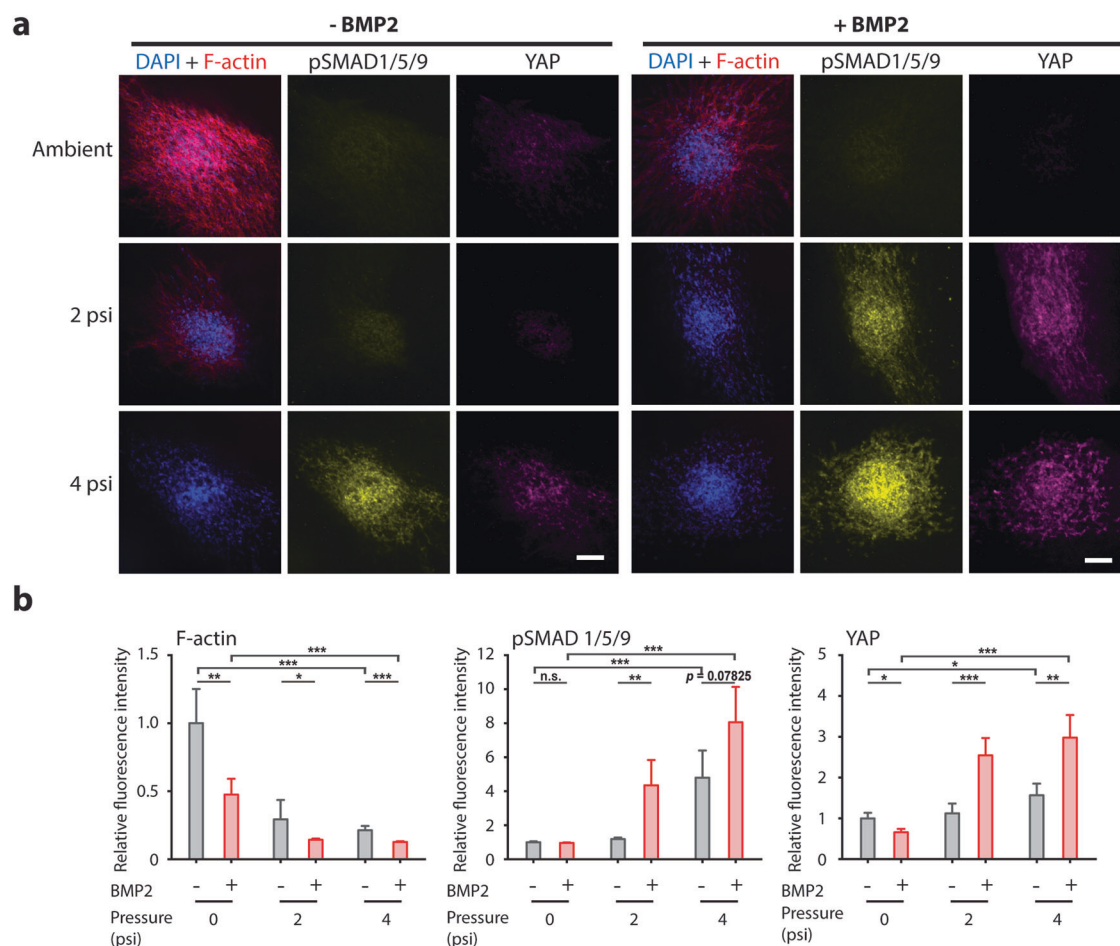 a
- BMP2
+ BMP2
DAPI + F-actin
pSMAD1/5/9
YAP
DAPI + F-actin
pSMAD1/5/9
YAP
Ambient
2 psi
4 psi
b
F-actin
Relative fluorescence intensity
1.5
1.0
0.5
0
***
***
**
*
***
BMP2
- + - + - +
Pressure
(psi)
0 2 4
pSMAD 1/5/9
Relative fluorescence intensity
12
10
8
6
4
2
0
***
***
n.s.
**
p = 0.07825
BMP2
- + - + - +
Pressure
(psi)
0 2 4
YAP
Relative fluorescence intensity
5
4
3
2
1
0
***
*
*
***
**
BMP2
- + - + - +
Pressure
(psi)
0 2 4